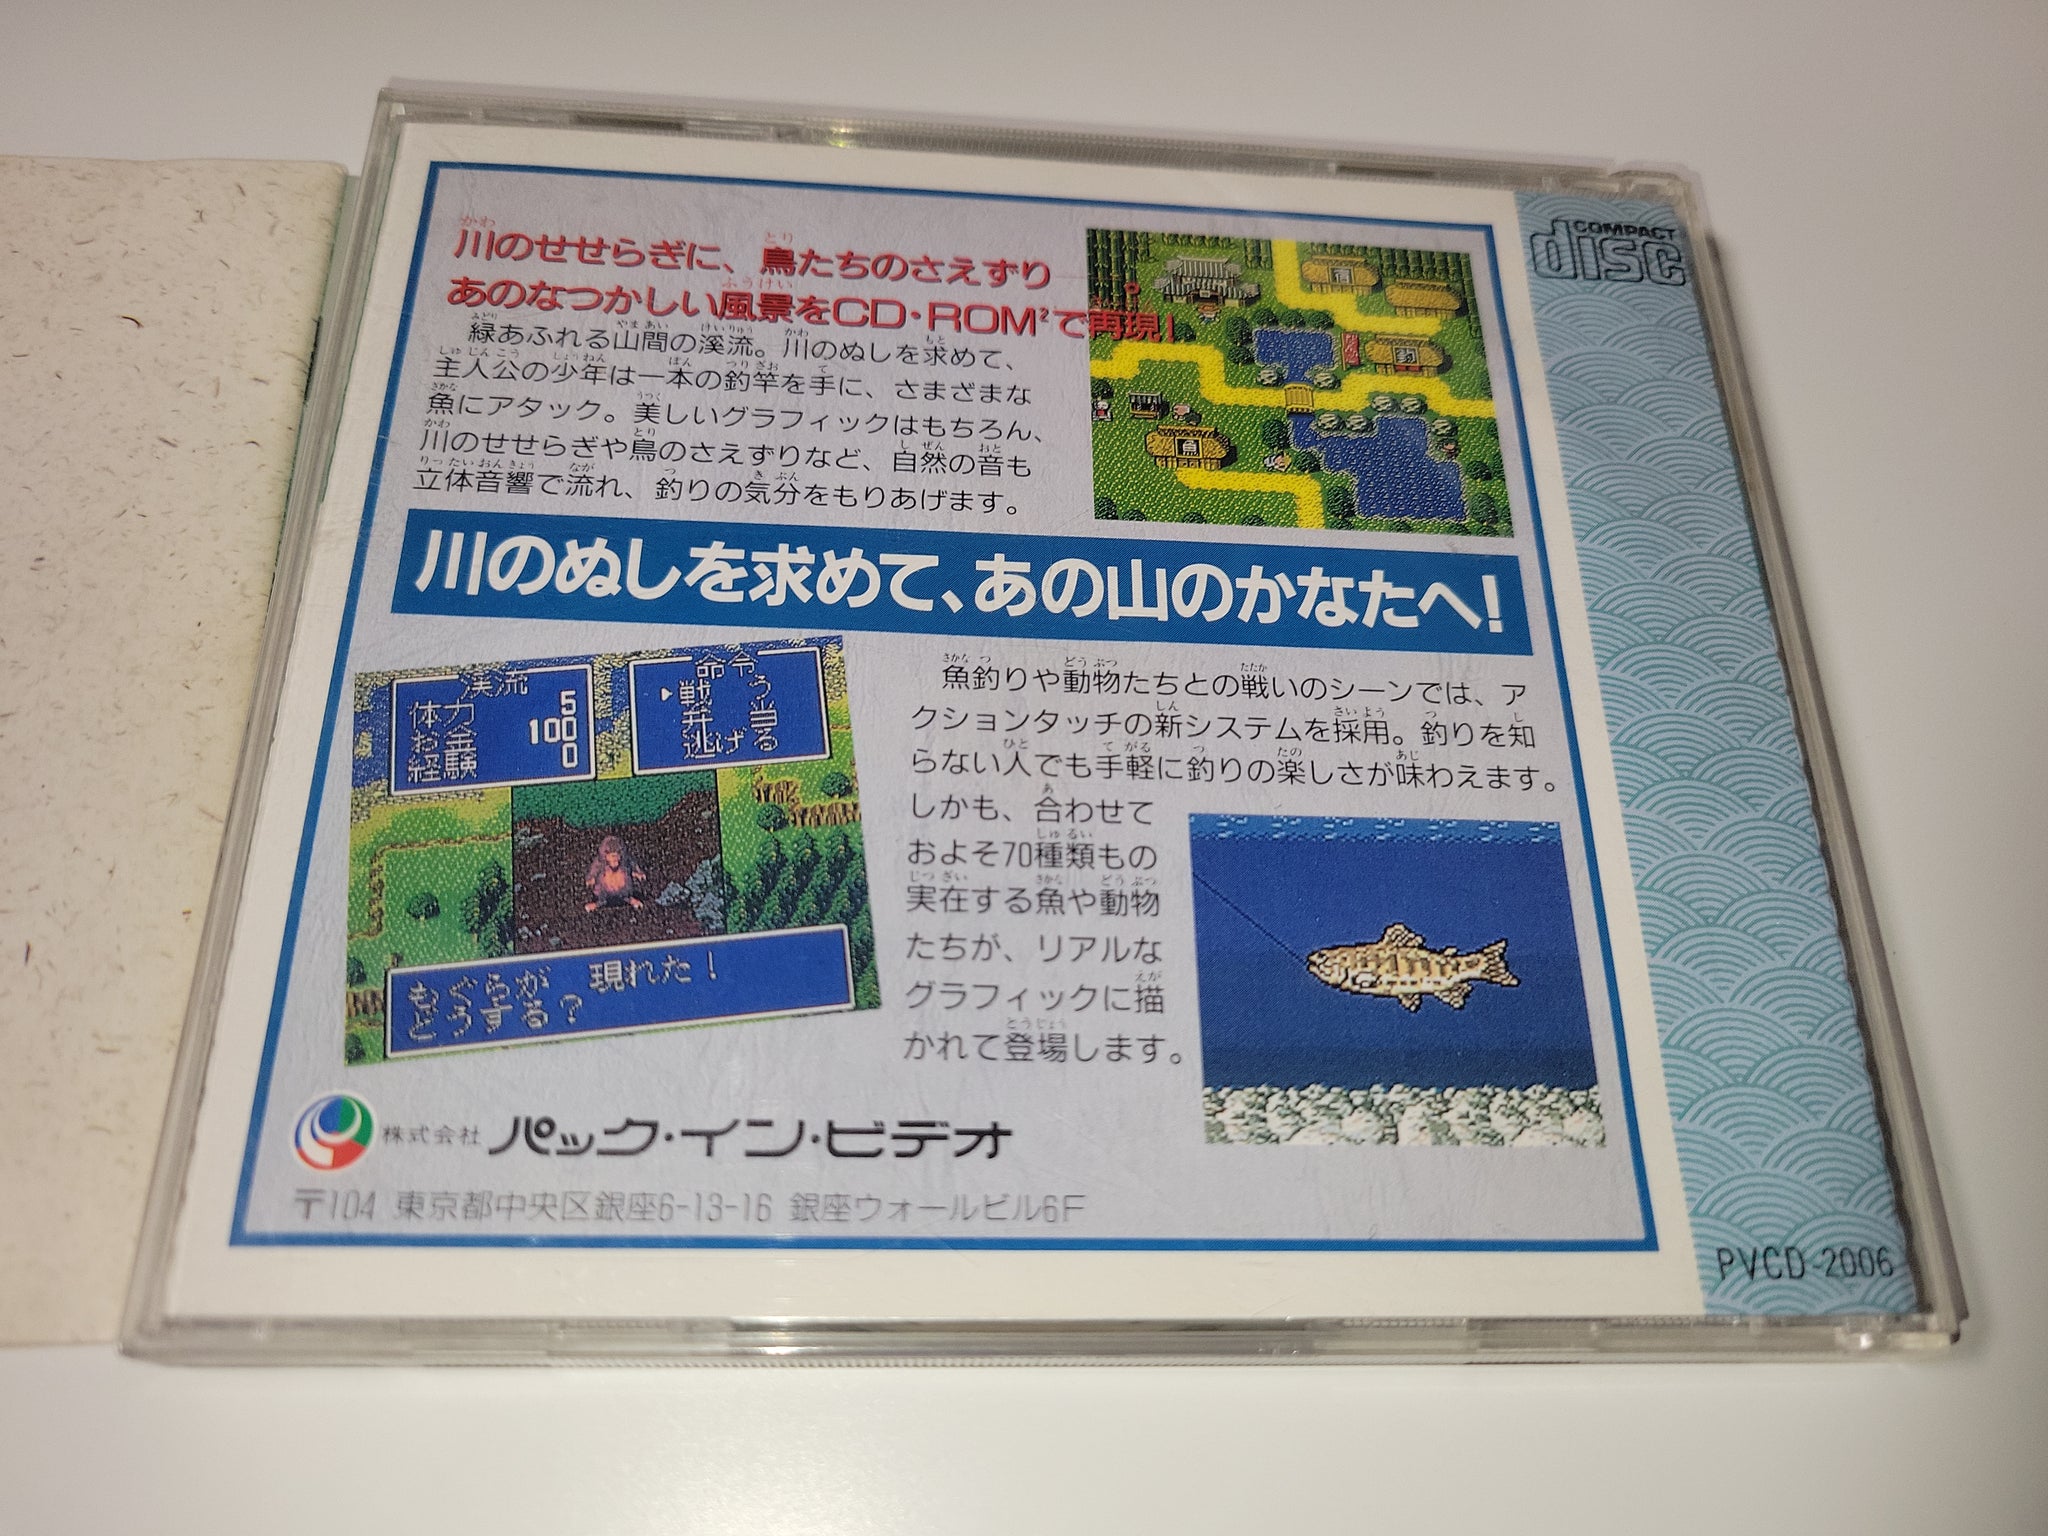 川のせせらぎに、鳥たちのさえずり
あのなつかしい風景をCD・ROM²で再現!
緑あふれる山間の渓流。川のぬしを求めて、
主人公の少年は一本の釣竿を手に、さまざまな
魚にアタック。美しいグラフィックはもちろん、
川のせせらぎや鳥のさえずりなど、自然の音も
立体音響で流れ、釣りの気分をもりあげます。
川のぬしを求めて、あの山のかなたへ!
渓流
体力 5
お金 100
経験 0
命令
戦う
弁当
逃げる
もぐらが 現れた!
どうする?
魚釣りや動物たちとの戦いのシーンでは、ア
クションタッチの新システムを採用。釣りを知
らない人でも手軽に釣りの楽しさが味わえます。
しかも、合わせて
およそ70種類もの
実在する魚や動物
たちが、リアルな
グラフィックに描
かれて登場します。
株式会社 パック・イン・ビデオ
〒104 東京都中央区銀座6-13-16 銀座ウォールビル6F
COMPACT
disc
PVCD-2006
宿
釣
魚